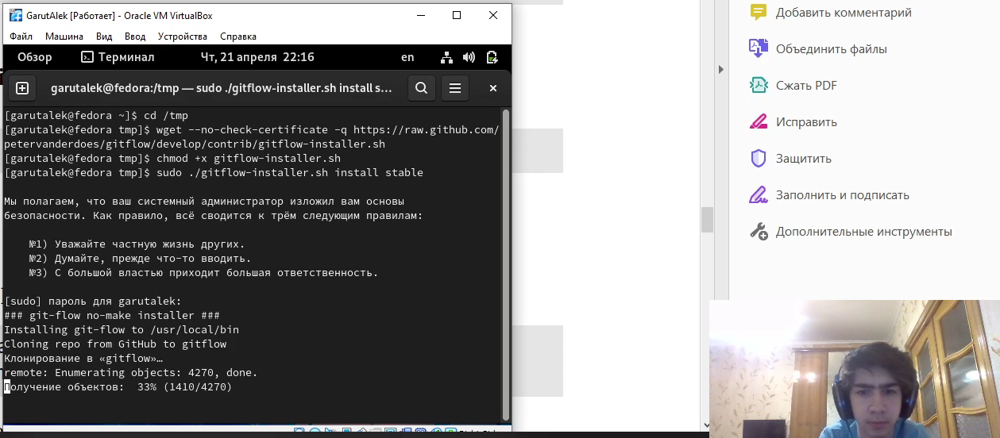 GarutAlek [Работает] - Oracle VM VirtualBox
Файл Машина Вид Ввод Устройства Справка
Обзор Терминал Чт, 21 апреля 22:16 en
garutalek@fedora:/tmp — sudo ./gitflow-installer.sh install s...
[garutalek@fedora ~]$ cd /tmp
[garutalek@fedora tmp]$ wget --no-check-certificate -q https://raw.github.com/
petervanderdoes/gitflow/develop/contrib/gitflow-installer.sh
[garutalek@fedora tmp]$ chmod +x gitflow-installer.sh
[garutalek@fedora tmp]$ sudo ./gitflow-installer.sh install stable
Мы полагаем, что ваш системный администратор изложил вам основы
безопасности. Как правило, всё сводится к трём следующим правилам:
№1) Уважайте частную жизнь других.
№2) Думайте, прежде что-то вводить.
№3) С большой властью приходит большая ответственность.
[sudo] пароль для garutalek:
### git-flow no-make installer ###
Installing git-flow to /usr/local/bin
Cloning repo from GitHub to gitflow
Клонирование в «gitflow»…
remote: Enumerating objects: 4270, done.
Получение объектов: 33% (1410/4270)
Добавить комментарий
Объединить файлы
Сжать PDF
Исправить
Защитить
Заполнить и подписать
Дополнительные инструменты